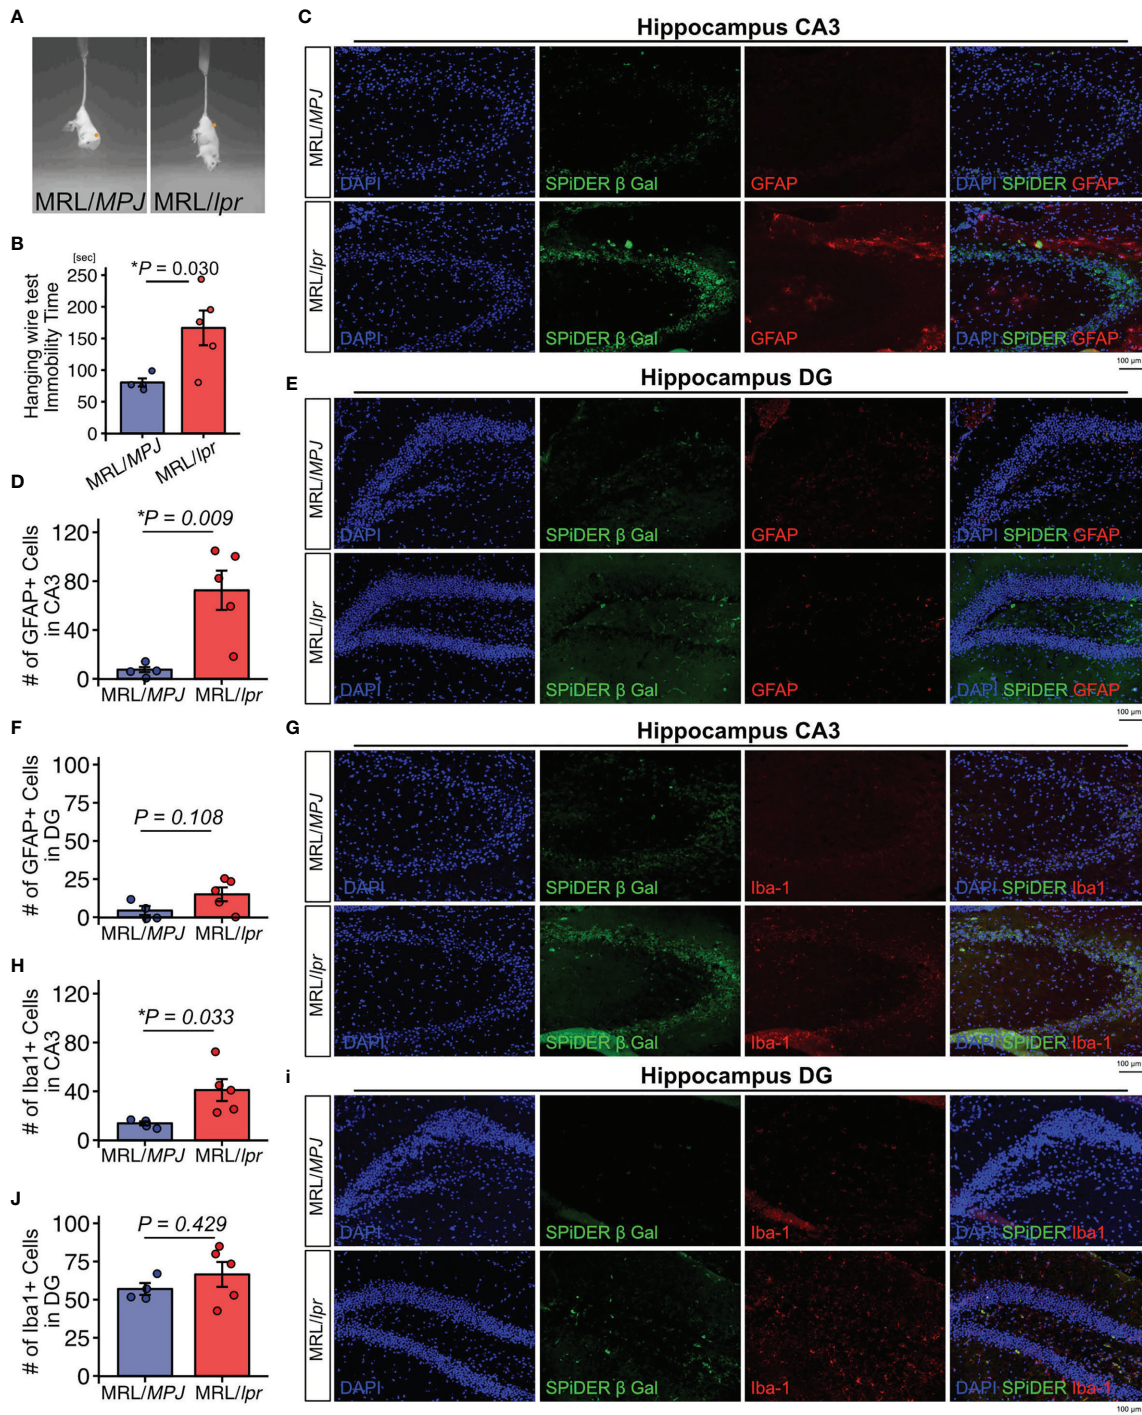 A
MRL/MPJ
MRL/lpr
B
[sec]
*P = 0.030
250
200
150
100
50
0
Hanging wire test
Immobility Time
MRL/MPJ
MRL/lpr
C
Hippocampus CA3
MRL/MPJ
DAPI
SPiDER β Gal
GFAP
DAPI SPiDER GFAP
MRL/lpr
DAPI
SPiDER β Gal
GFAP
DAPI SPiDER GFAP
100 μm
D
*P = 0.009
120
80
40
0
# of GFAP+ Cells
in CA3
MRL/MPJ
MRL/lpr
E
Hippocampus DG
MRL/MPJ
DAPI
SPiDER β Gal
GFAP
DAPI SPiDER GFAP
MRL/lpr
DAPI
SPiDER β Gal
GFAP
DAPI SPiDER GFAP
100 μm
F
100
75
50
25
0
P = 0.108
# of GFAP+ Cells
in DG
MRL/MPJ
MRL/lpr
G
Hippocampus CA3
MRL/MPJ
DAPI
SPiDER β Gal
Iba-1
DAPI SPiDER Iba1
MRL/lpr
DAPI
SPiDER β Gal
Iba-1
DAPI SPiDER Iba-1
100 μm
H
120
80
40
0
*P = 0.033
# of Iba1+ Cells
in CA3
MRL/MPJ
MRL/lpr
i
Hippocampus DG
MRL/MPJ
DAPI
SPiDER β Gal
Iba-1
DAPI SPiDER Iba1
MRL/lpr
DAPI
SPiDER β Gal
Iba-1
DAPI SPiDER Iba-1
100 μm
J
100
75
50
25
0
P = 0.429
# of Iba1+ Cells
in DG
MRL/MPJ
MRL/lpr